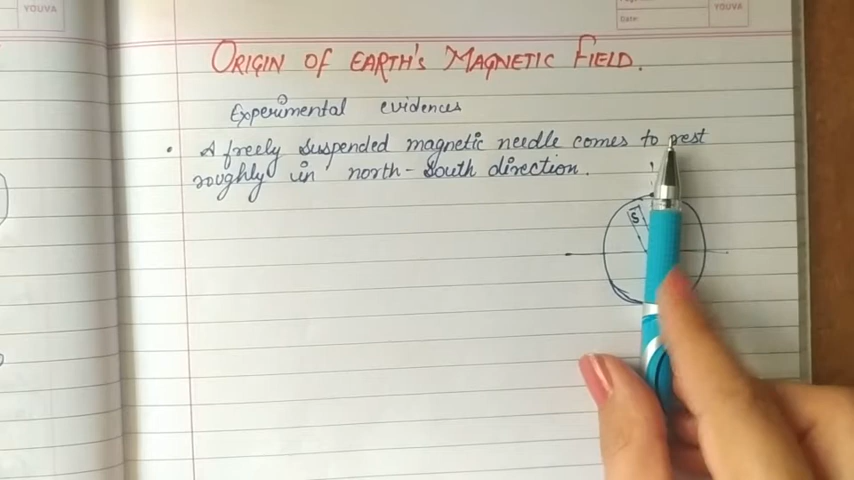 YOUVA
YOUVA
Date:
ORIGIN OF EARTH'S MAGNETIC FIELD.
Experimental evidences
• A freely suspended magnetic needle comes to rest
roughly in north-South direction.
S